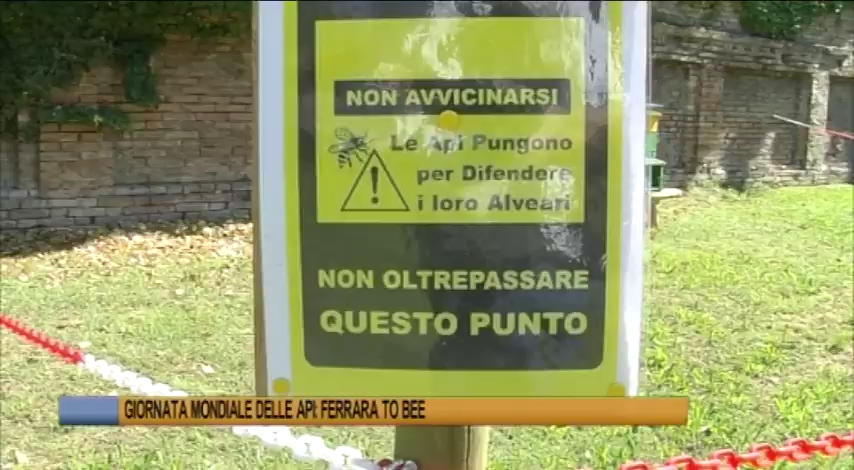 NON AVVICINARSI
Le Api Pungono
per Difendere
i loro Alveari
NON OLTREPASSARE
QUESTO PUNTO
GIORNATA MONDIALE DELLE API: FERRARA TO BEE